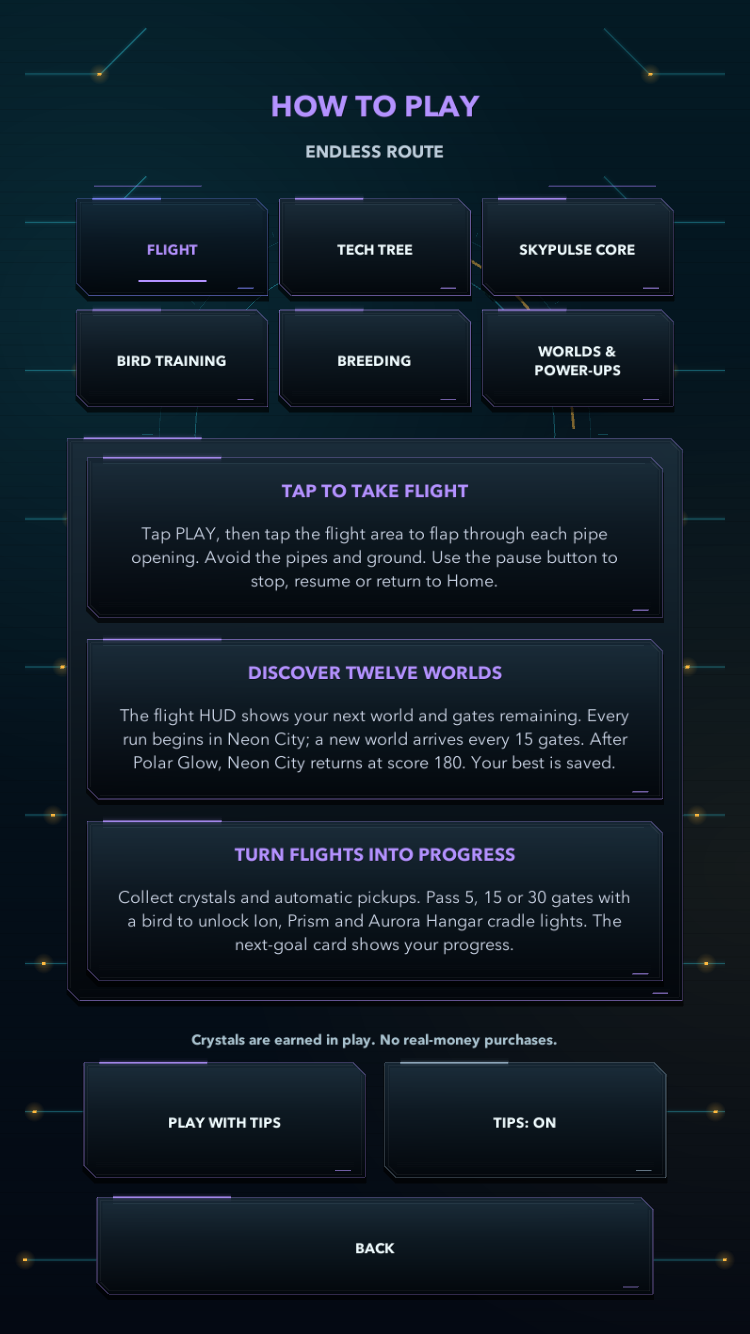 HOW TO PLAY
ENDLESS ROUTE
FLIGHT
TECH TREE
SKYPULSE CORE
BIRD TRAINING
BREEDING
WORLDS &
POWER-UPS
TAP TO TAKE FLIGHT
Tap PLAY, then tap the flight area to flap through each pipe
opening. Avoid the pipes and ground. Use the pause button to
stop, resume or return to Home.
DISCOVER TWELVE WORLDS
The flight HUD shows your next world and gates remaining. Every
run begins in Neon City; a new world arrives every 15 gates. After
Polar Glow, Neon City returns at score 180. Your best is saved.
TURN FLIGHTS INTO PROGRESS
Collect crystals and automatic pickups. Pass 5, 15 or 30 gates with
a bird to unlock Ion, Prism and Aurora Hangar cradle lights. The
next-goal card shows your progress.
Crystals are earned in play. No real-money purchases.
PLAY WITH TIPS
TIPS: ON
BACK